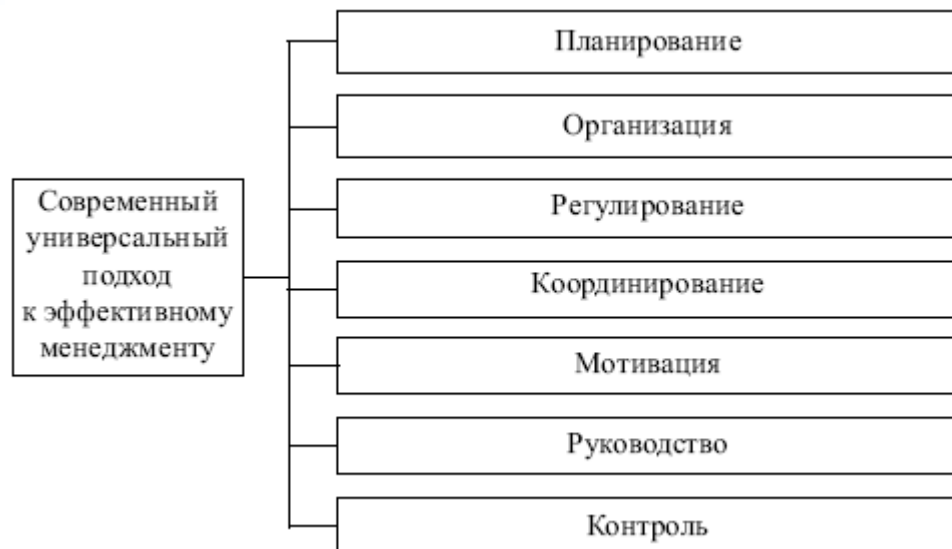 Современный
универсальный
подход
к эффективному
менеджменту
Планирование
Организация
Регулирование
Координирование
Мотивация
Руководство
Контроль